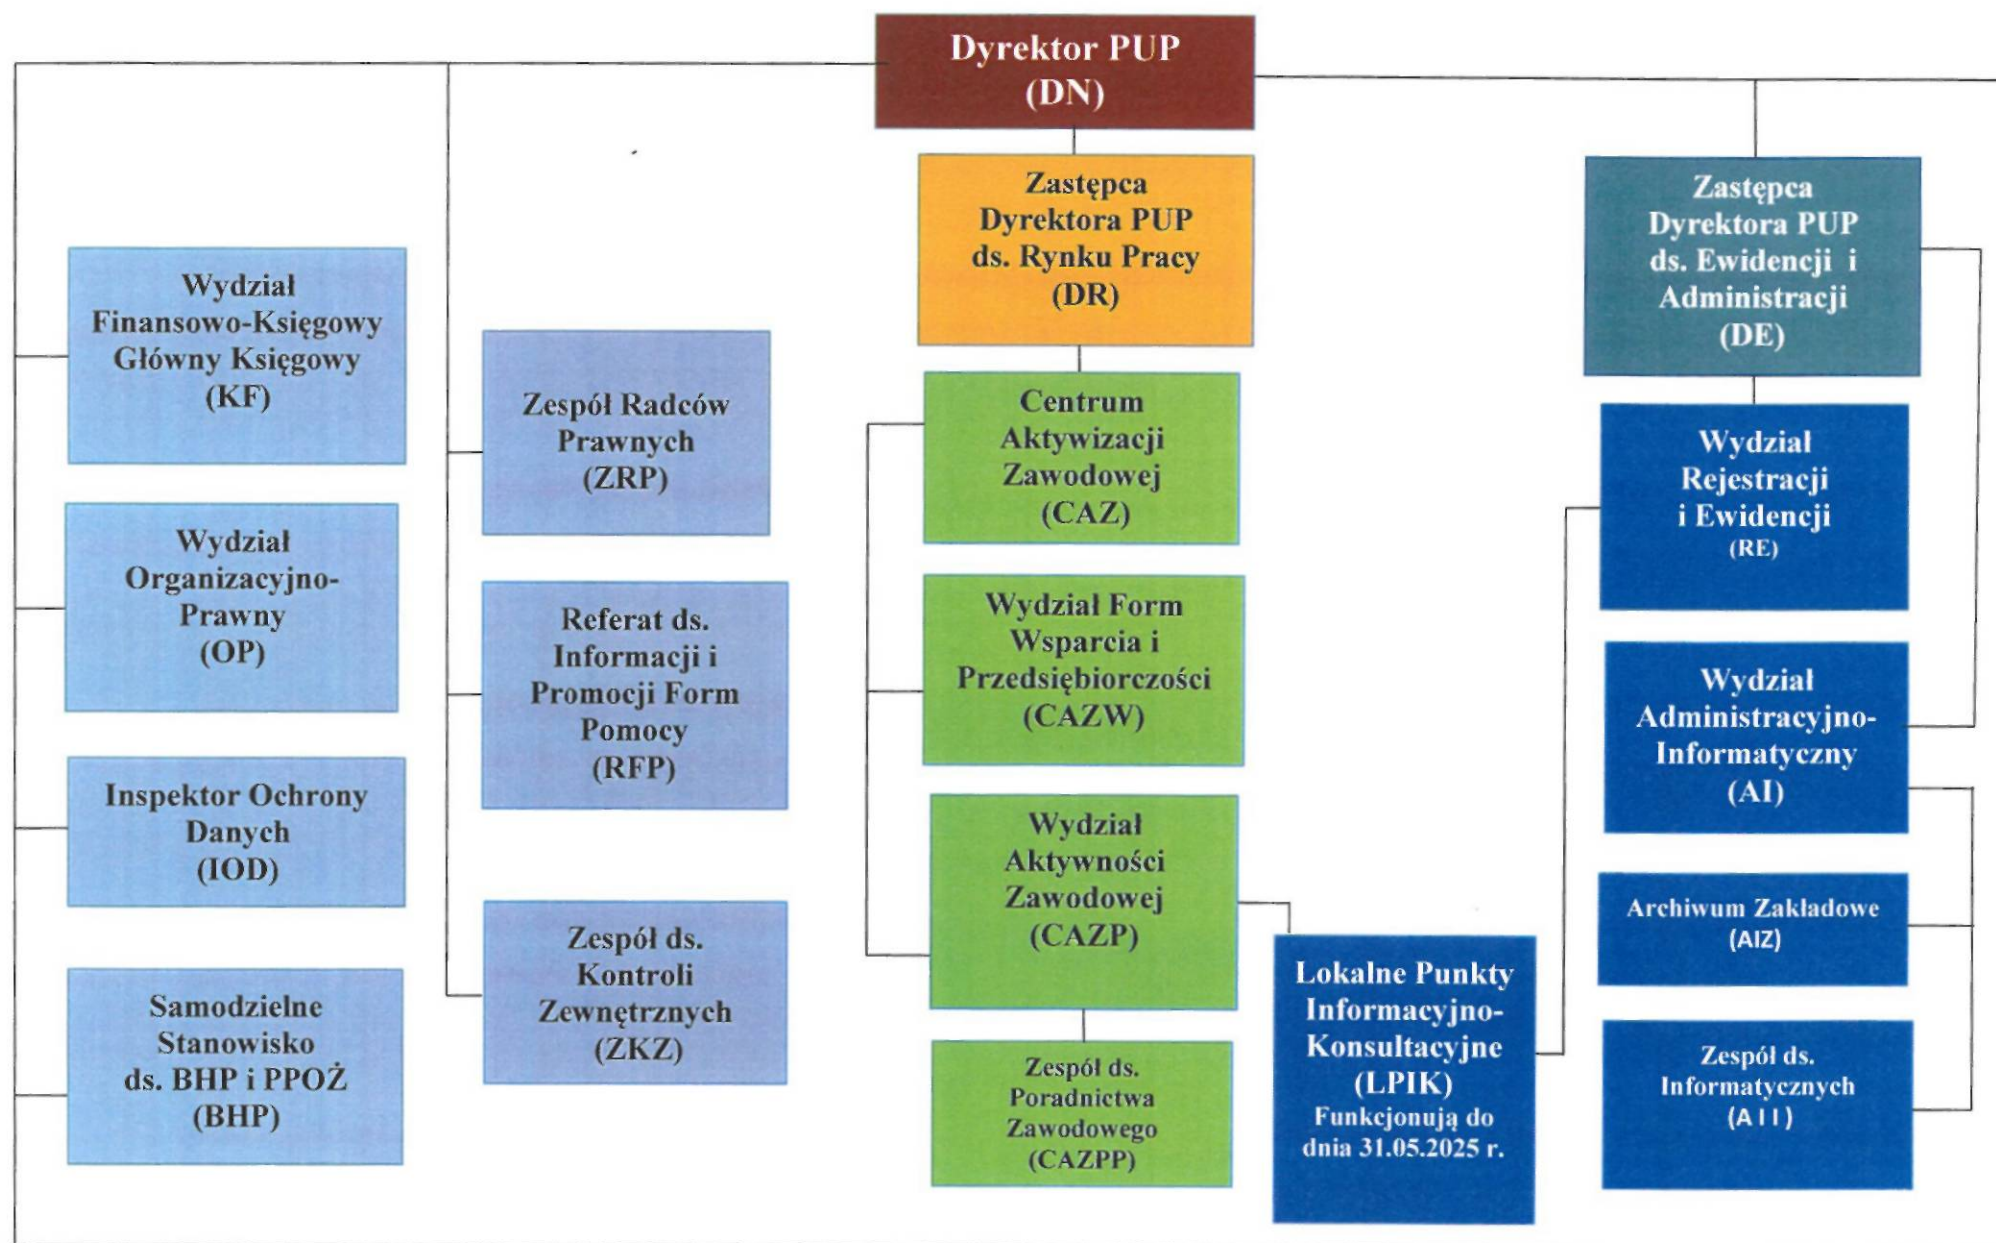 Dyrektor PUP
(DN)
Zastępca
Dyrektora PUP
ds. Rynku Pracy
(DR)
Zastępca
Dyrektora PUP
ds. Ewidencji i
Administracji
(DE)
Wydział
Finansowo-Księgowy
Główny Księgowy
(KF)
Wydział
Organizacyjno-
Prawny
(OP)
Inspektor Ochrony
Danych
(IOD)
Samodzielne
Stanowisko
ds. BHP i PPOŻ
(BHP)
Zespół Radców
Prawnych
(ZRP)
Referat ds.
Informacji i
Promocji Form
Pomocy
(RFP)
Zespół ds.
Kontroli
Zewnętrznych
(ZKZ)
Centrum
Aktywizacji
Zawodowej
(CAZ)
Wydział Form
Wsparcia i
Przedsiębiorczości
(CAZW)
Wydział
Aktywności
Zawodowej
(CAZP)
Zespół ds.
Poradnictwa
Zawodowego
(CAZPP)
Lokalne Punkty
Informacyjno-
Konsultacyjne
(LPIK)
Funkcjonują do
dnia 31.05.2025 r.
Wydział
Rejestracji
i Ewidencji
(RE)
Wydział
Administracyjno-
Informatyczny
(AI)
Archiwum Zakładowe
(AIZ)
Zespół ds.
Informatycznych
(A I I)